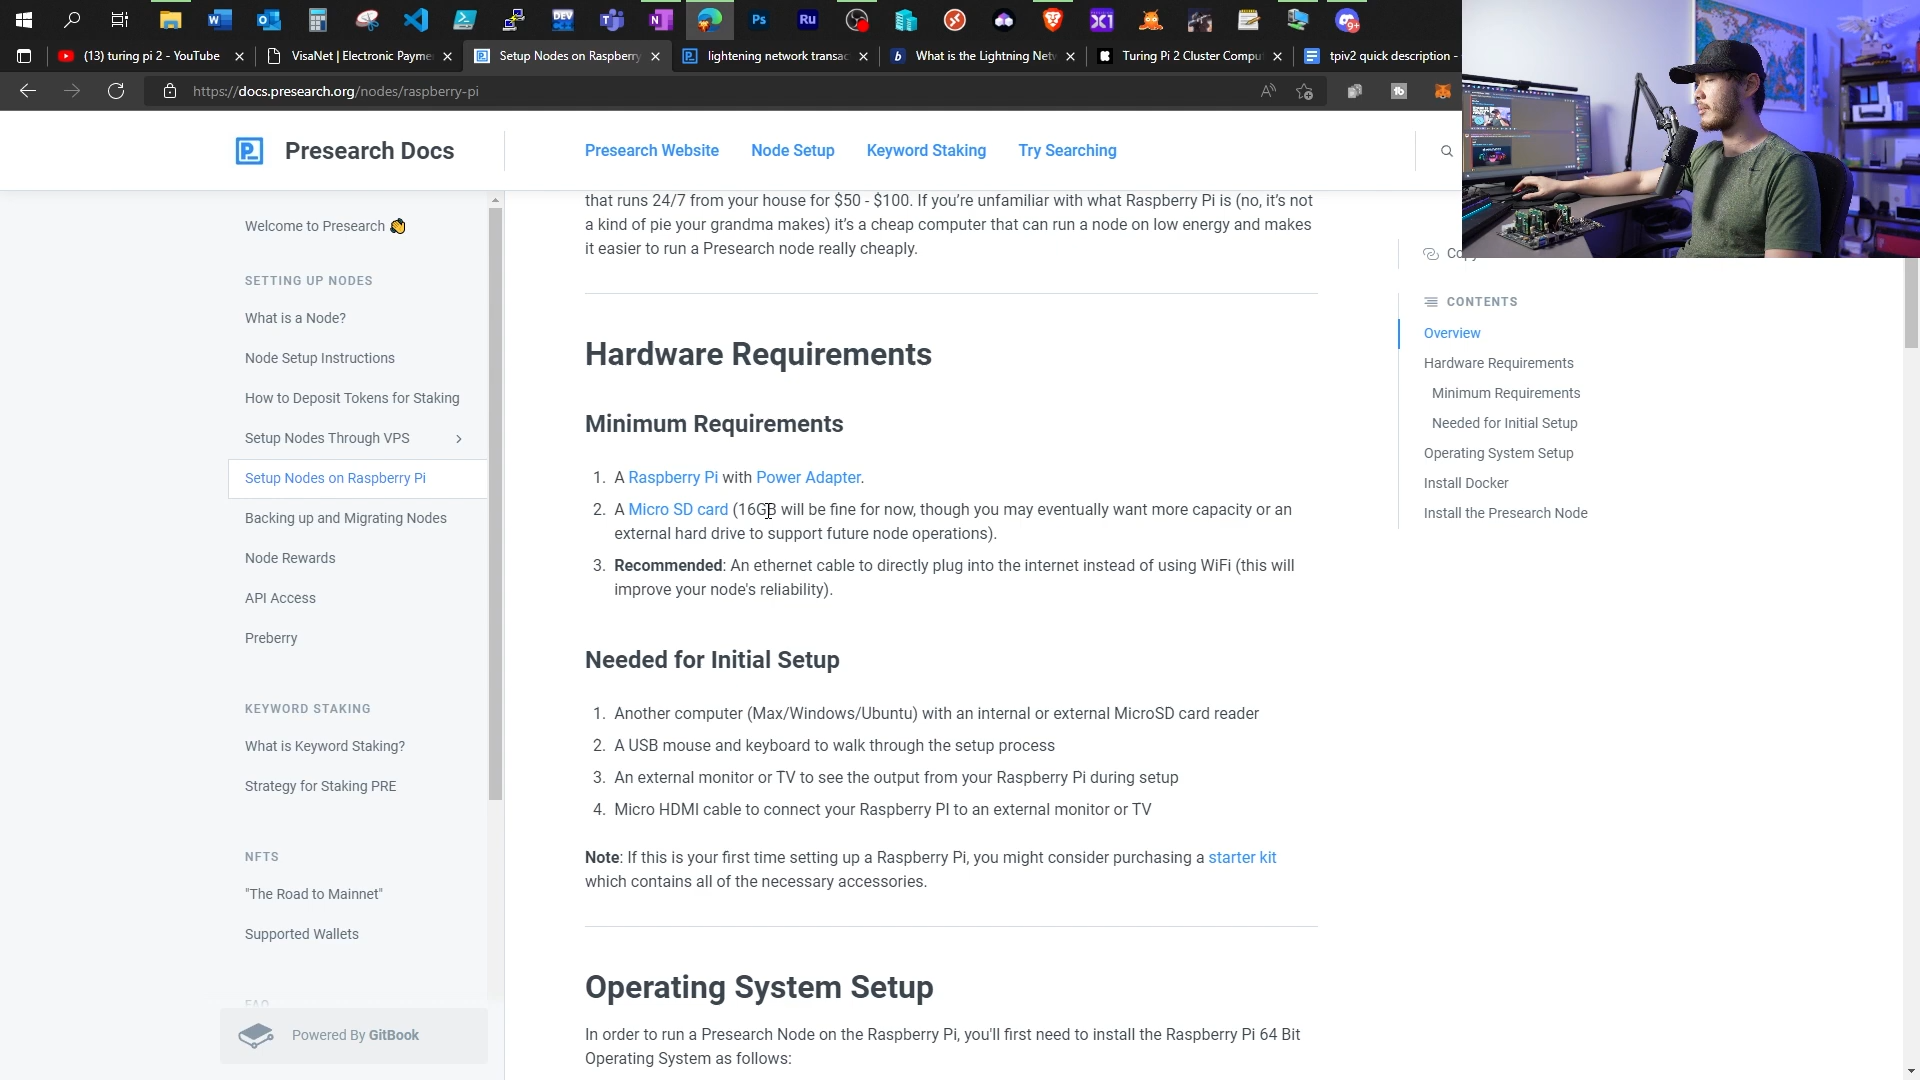 (13) turing pi 2 - YouTube
VisaNet | Electronic Payme
Setup Nodes on Raspberry
lightening network transac
What is the Lightning Netw
Turing Pi 2 Cluster Comput
tpiv2 quick description -
https://docs.presearch.org/nodes/raspberry-pi
Presearch Docs
Presearch Website
Node Setup
Keyword Staking
Try Searching
Welcome to Presearch 👏
SETTING UP NODES
What is a Node?
Node Setup Instructions
How to Deposit Tokens for Staking
Setup Nodes Through VPS
Setup Nodes on Raspberry Pi
Backing up and Migrating Nodes
Node Rewards
API Access
Preberry
KEYWORD STAKING
What is Keyword Staking?
Strategy for Staking PRE
NFTS
"The Road to Mainnet"
Supported Wallets
FAQ
Powered By GitBook
that runs 24/7 from your house for $50 - $100. If you’re unfamiliar with what Raspberry Pi is (no, it’s not
a kind of pie your grandma makes) it’s a cheap computer that can run a node on low energy and makes
it easier to run a Presearch node really cheaply.
Hardware Requirements
Minimum Requirements
1. A Raspberry Pi with Power Adapter.
2. A Micro SD card (16GB will be fine for now, though you may eventually want more capacity or an
external hard drive to support future node operations).
3. Recommended: An ethernet cable to directly plug into the internet instead of using WiFi (this will
improve your node's reliability).
Needed for Initial Setup
1. Another computer (Max/Windows/Ubuntu) with an internal or external MicroSD card reader
2. A USB mouse and keyboard to walk through the setup process
3. An external monitor or TV to see the output from your Raspberry Pi during setup
4. Micro HDMI cable to connect your Raspberry PI to an external monitor or TV
Note: If this is your first time setting up a Raspberry Pi, you might consider purchasing a starter kit
which contains all of the necessary accessories.
Operating System Setup
In order to run a Presearch Node on the Raspberry Pi, you'll first need to install the Raspberry Pi 64 Bit
Operating System as follows:
Copy
CONTENTS
Overview
Hardware Requirements
Minimum Requirements
Needed for Initial Setup
Operating System Setup
Install Docker
Install the Presearch Node